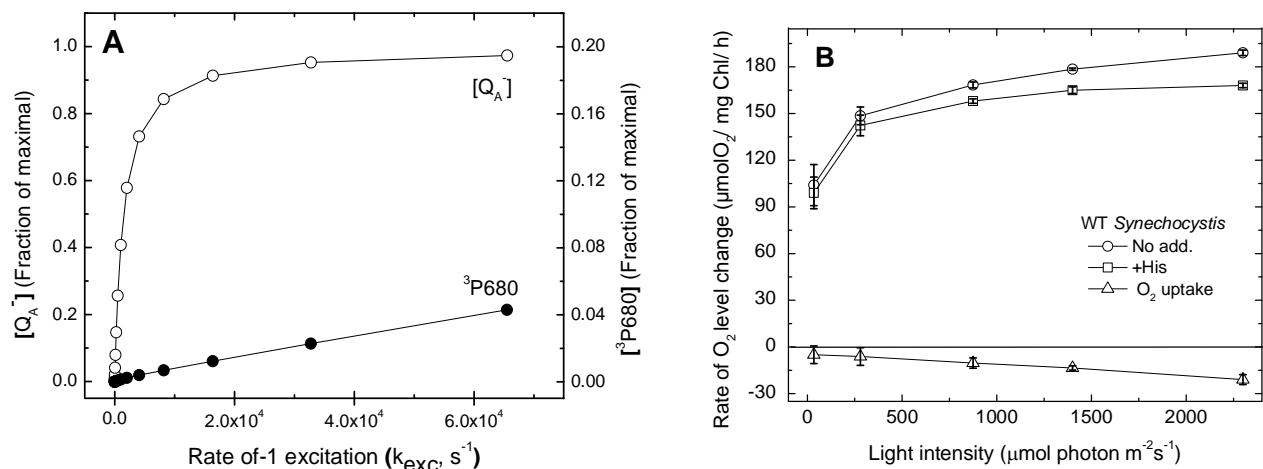 A
1.0
0.8
0.6
0.4
0.2
0.0
[Q_A^-] (Fraction of maximal)
0.20
0.16
0.12
0.08
0.04
0.00
[³P680] (Fraction of maximal)
[Q_A^-]
³P680
0.0
2.0x10⁴
4.0x10⁴
6.0x10⁴
Rate of-1 excitation (k_exc, s⁻¹)
B
180
150
120
90
60
30
0
-30
Rate of O₂ level change (µmolO₂/ mg Chl/ h)
WT Synechocystis
No add.
+His
O₂ uptake
0
500
1000
1500
2000
Light intensity (µmol photon m⁻²s⁻¹)